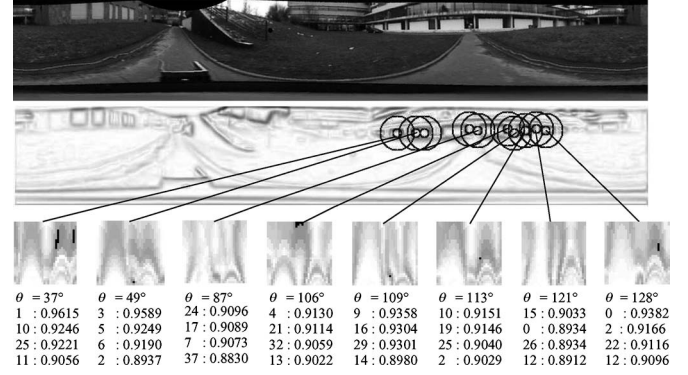 θ = 37° θ = 49° θ = 87° θ = 106° θ = 109° θ = 113° θ = 121° θ = 128°
1 : 0.9615 3 : 0.9589 24 : 0.9096 4 : 0.9130 9 : 0.9358 10 : 0.9151 15 : 0.9033 0 : 0.9382
10 : 0.9246 5 : 0.9249 17 : 0.9089 21 : 0.9114 16 : 0.9304 19 : 0.9146 0 : 0.8934 2 : 0.9166
25 : 0.9221 6 : 0.9190 7 : 0.9073 32 : 0.9059 29 : 0.9301 25 : 0.9040 26 : 0.8934 22 : 0.9116
11 : 0.9056 2 : 0.8937 37 : 0.8830 13 : 0.9022 14 : 0.8980 2 : 0.9029 12 : 0.8912 12 : 0.9096